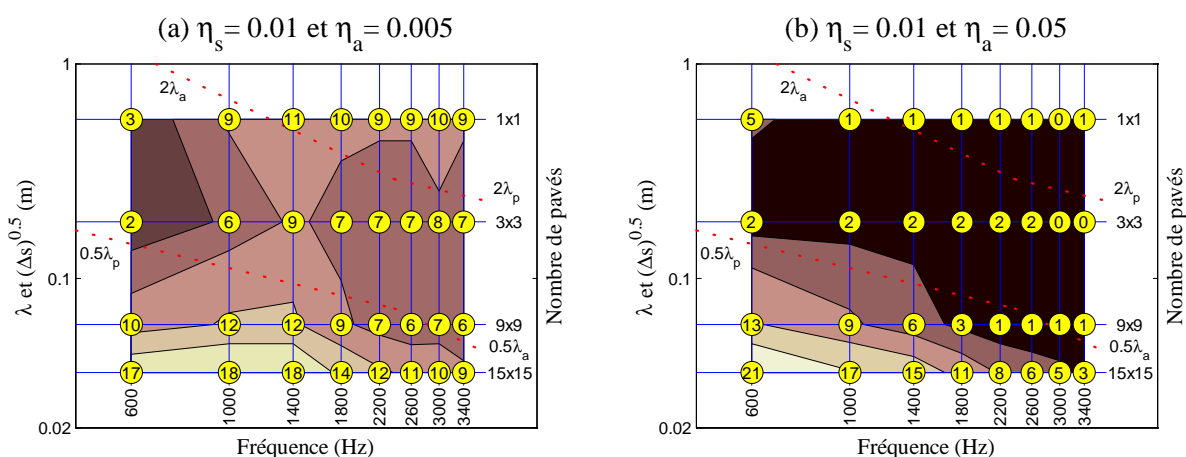 (a) ηs= 0.01 et ηa= 0.005
1
2λa
3 9 11 10 9 9 10 9 1x1
2λp
2 6 9 7 7 7 8 7 3x3
0.5λp
0.1
10 12 12 9 7 6 7 6 9x9
0.5λa
17 18 18 14 12 11 10 9 15x15
0.02
600 1000 1400 1800 2200 2600 3000 3400
Fréquence (Hz)
λ et (Δs)^0.5 (m)
Nombre de pavés
(b) ηs= 0.01 et ηa= 0.05
1
2λa
5 1 1 1 1 1 0 1 1x1
2λp
2 2 2 2 2 2 0 0 3x3
0.5λp
0.1
13 9 6 3 1 1 1 1 9x9
0.5λa
21 17 15 11 8 6 5 3 15x15
0.02
600 1000 1400 1800 2200 2600 3000 3400
Fréquence (Hz)
λ et (Δs)^0.5 (m)
Nombre de pavés